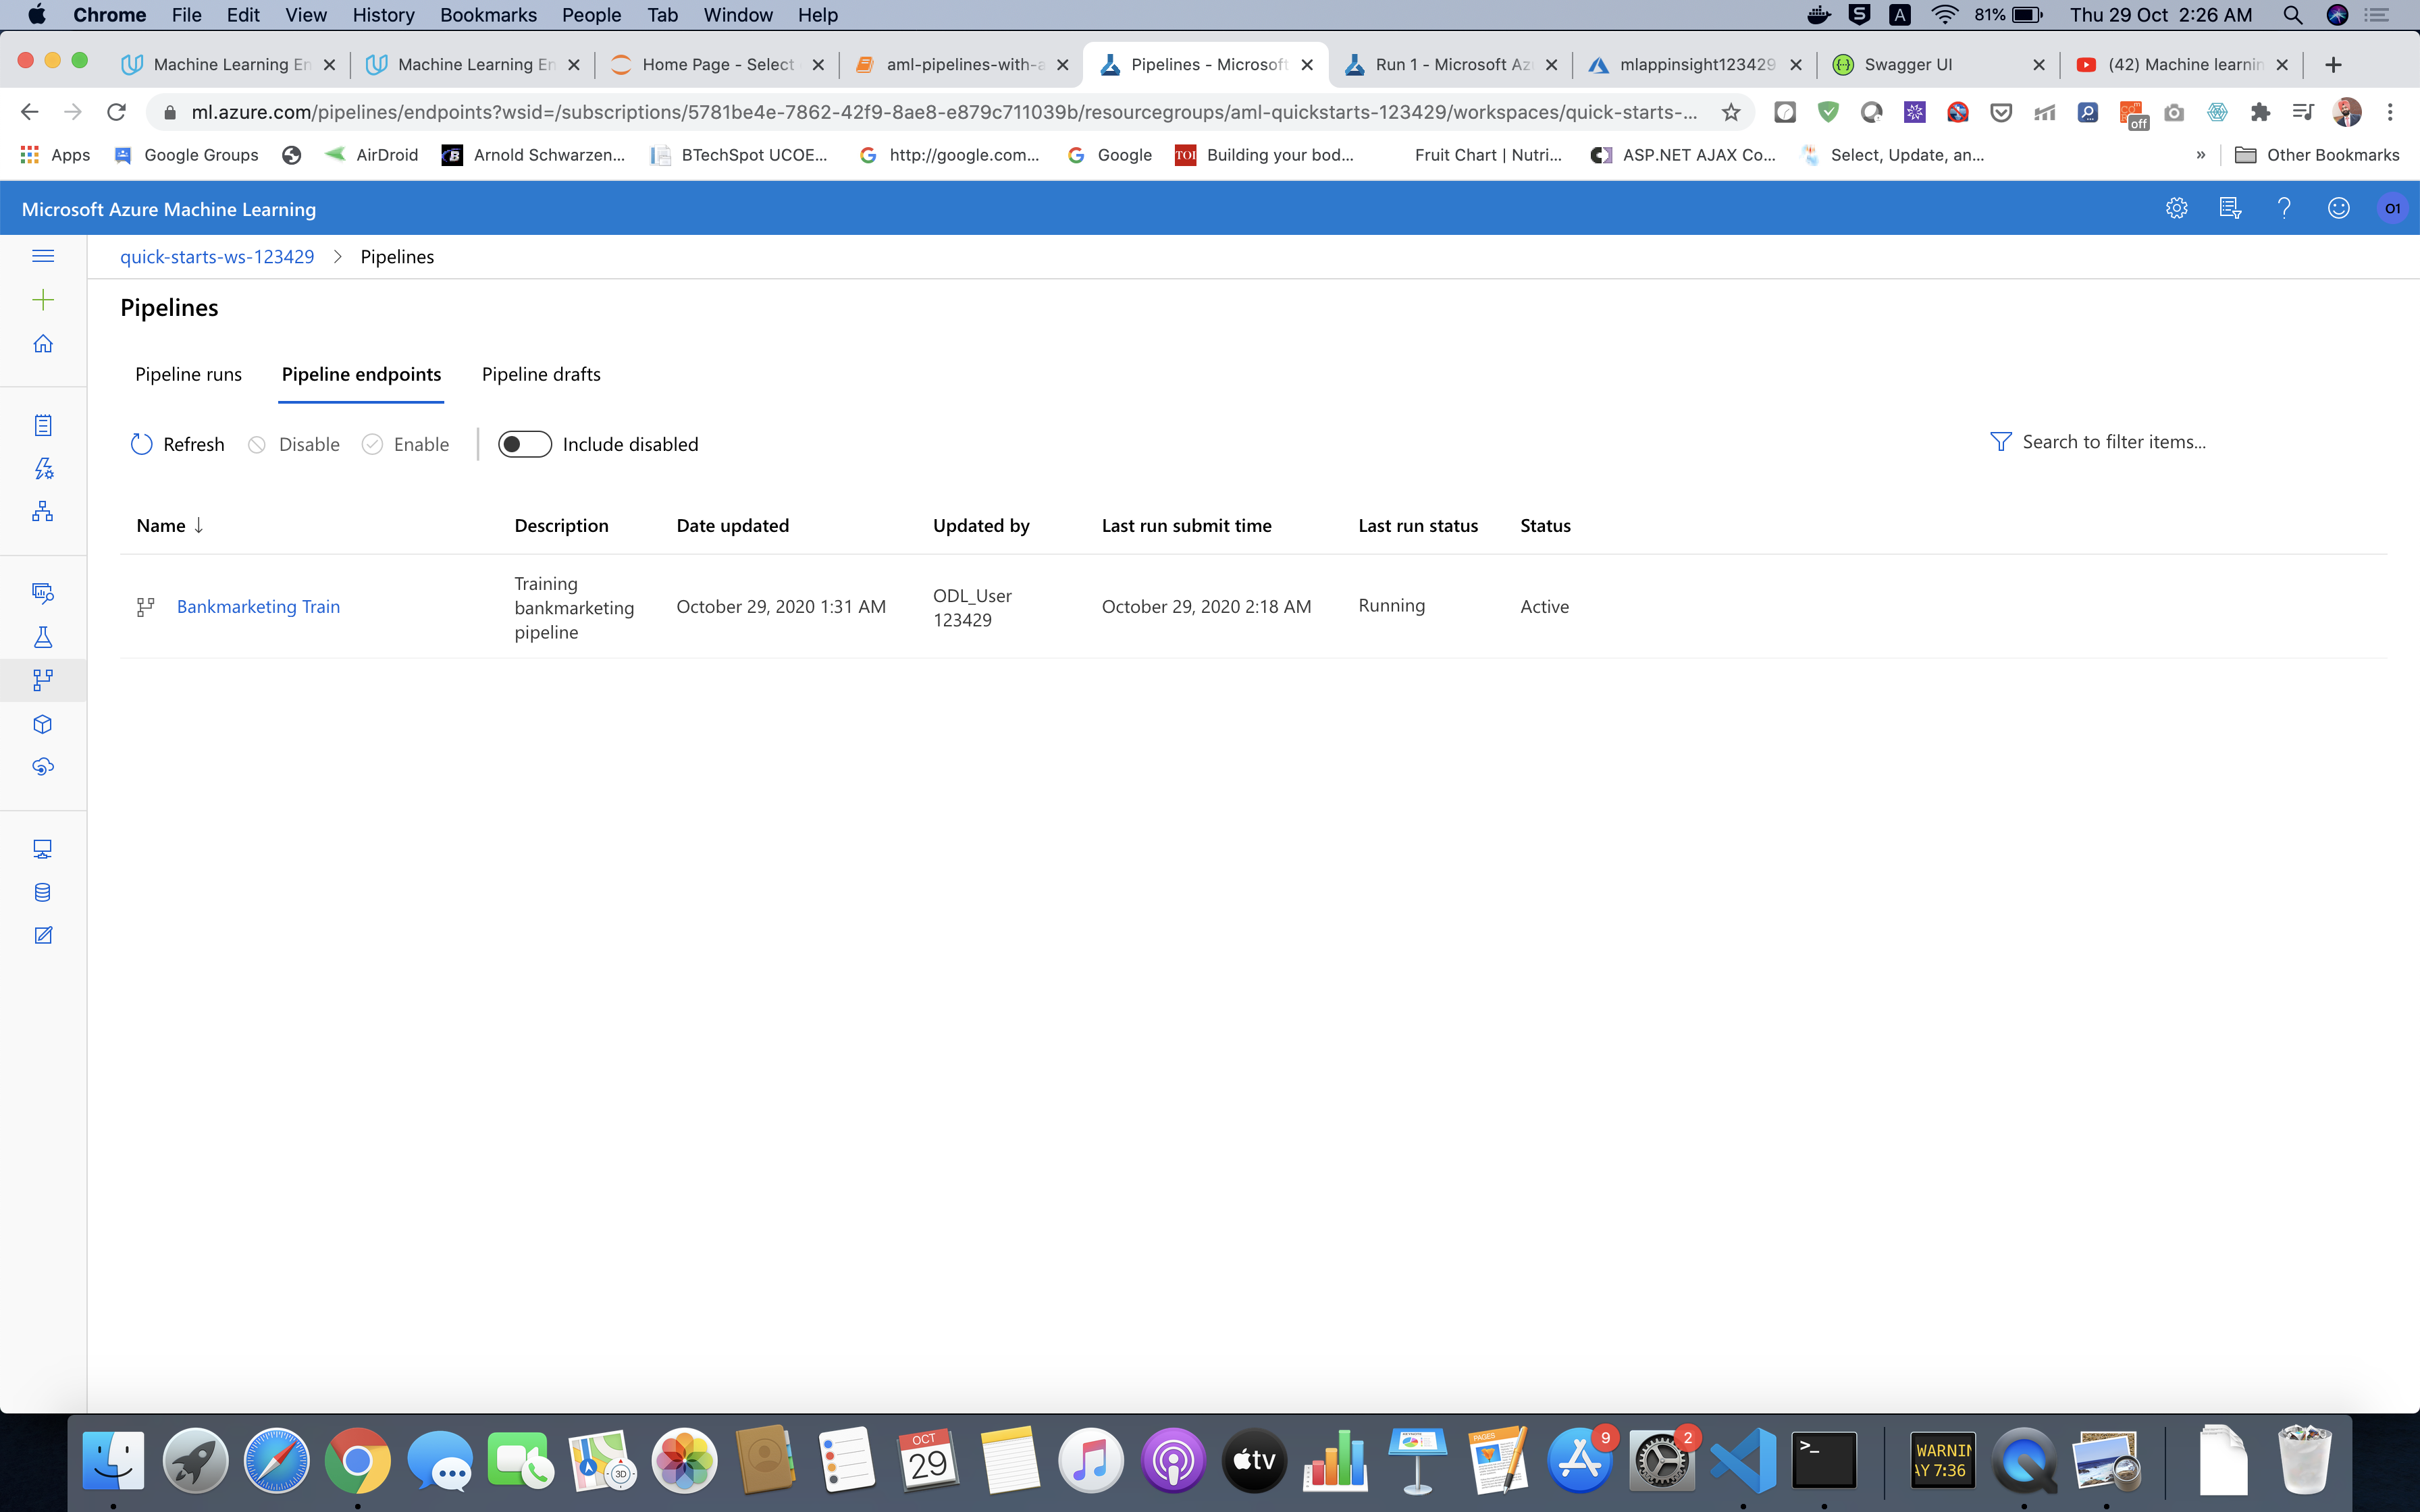 Chrome File Edit View History Bookmarks People Tab Window Help 81% Thu 29 Oct 2:26 AM
Machine Learning En Machine Learning En Home Page - Select aml-pipelines-with-a Pipelines - Microsoft Run 1 - Microsoft Az mlappinsight123429 Swagger UI (42) Machine learnin
ml.azure.com/pipelines/endpoints?wsid=/subscriptions/5781be4e-7862-42f9-8ae8-e879c711039b/resourcegroups/aml-quickstarts-123429/workspaces/quick-starts-... off
Apps Google Groups AirDroid Arnold Schwarzen... BTechSpot UCOE... http://google.com... Google TOI Building your bod... Fruit Chart | Nutri... ASP.NET AJAX Co... Select, Update, an... » Other Bookmarks
Microsoft Azure Machine Learning O1
quick-starts-ws-123429 > Pipelines
Pipelines
Pipeline runs Pipeline endpoints Pipeline drafts
Refresh Disable Enable Include disabled Search to filter items...
Name ↓ Description Date updated Updated by Last run submit time Last run status Status
Bankmarketing Train Training bankmarketing pipeline October 29, 2020 1:31 AM ODL_User 123429 October 29, 2020 2:18 AM Running Active
OCT
29
3D
tv
PAGES
9
2
>_
WARNIN
AY 7:36